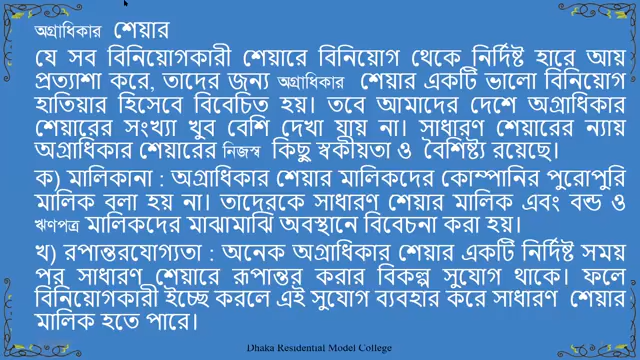 অগ্রাধিকার শেয়ার
যে সব বিনিয়োগকারী শেয়ারে বিনিয়োগ থেকে নির্দিষ্ট হারে আয়
প্রত্যাশা করে, তাদের জন্য অগ্রাধিকার শেয়ার একটি ভালো বিনিয়োগ
হাতিয়ার হিসেবে বিবেচিত হয়। তবে আমাদের দেশে অগ্রাধিকার
শেয়ারের সংখ্যা খুব বেশি দেখা যায় না। সাধারণ শেয়ারের ন্যায়
অগ্রাধিকার শেয়ারের নিজস্ব কিছু স্বকীয়তা ও বৈশিষ্ট্য রয়েছে।
ক) মালিকানা : অগ্রাধিকার শেয়ার মালিকদের কোম্পানির পুরোপুরি
মালিক বলা হয় না। তাদেরকে সাধারণ শেয়ার মালিক এবং বন্ড ও
ঋণপত্র মালিকদের মাঝামাঝি অবস্থানে বিবেচনা করা হয়।
খ) রপান্তরযোগ্যতা : অনেক অগ্রাধিকার শেয়ার একটি নির্দিষ্ট সময়
পর সাধারণ শেয়ারে রূপান্তর করার বিকল্প সুযোগ থাকে। ফলে
বিনিয়োগকারী ইচ্ছে করলে এই সুযোগ ব্যবহার করে সাধারণ শেয়ার
মালিক হতে পারে।
Dhaka Residential Model College